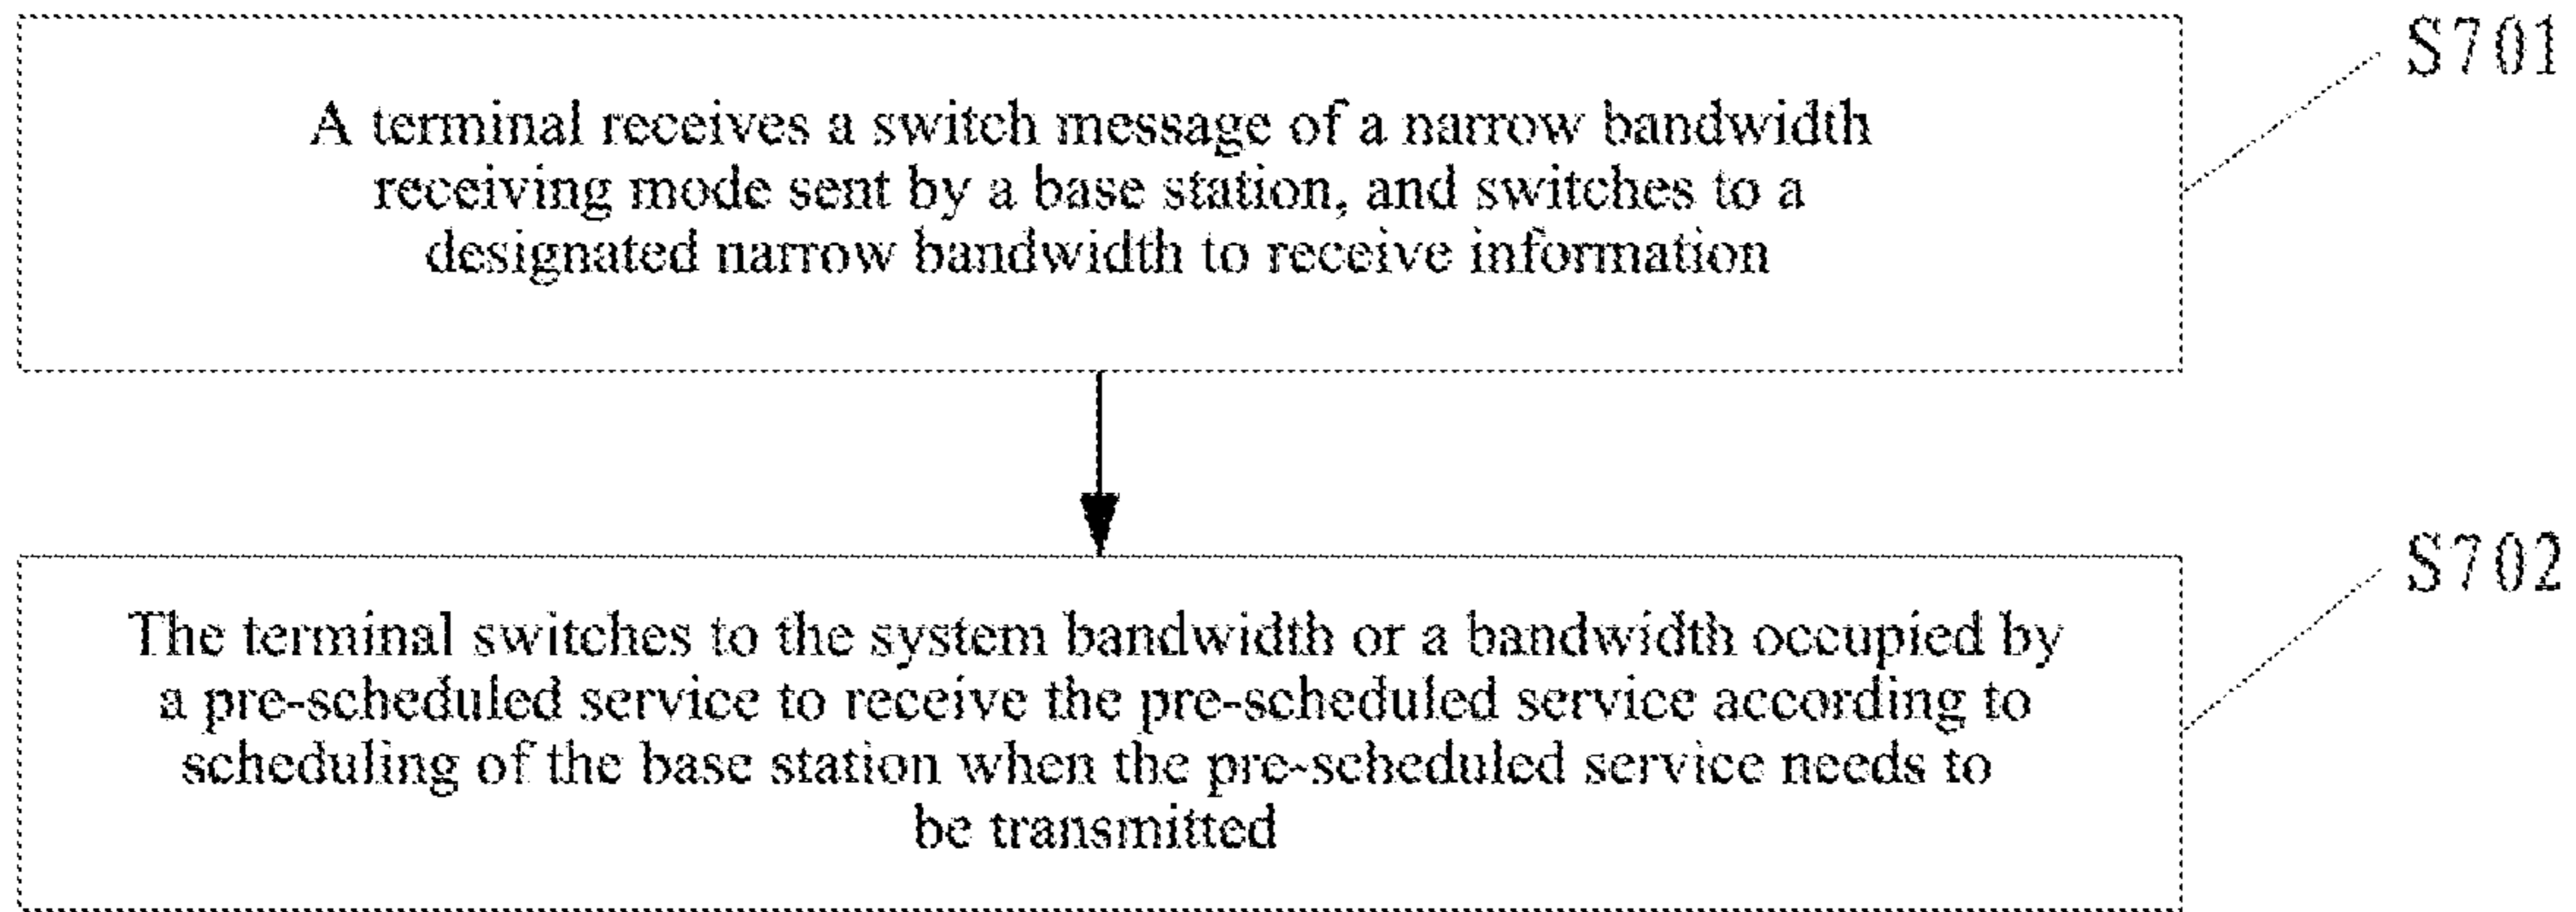 S701
A terminal receives a switch message of a narrow bandwidth
receiving mode sent by a base station, and switches to a
designated narrow bandwidth to receive information
S702
The terminal switches to the system bandwidth or a bandwidth occupied by
a pre-scheduled service to receive the pre-scheduled service according to
scheduling of the base station when the pre-scheduled service needs to
be transmitted